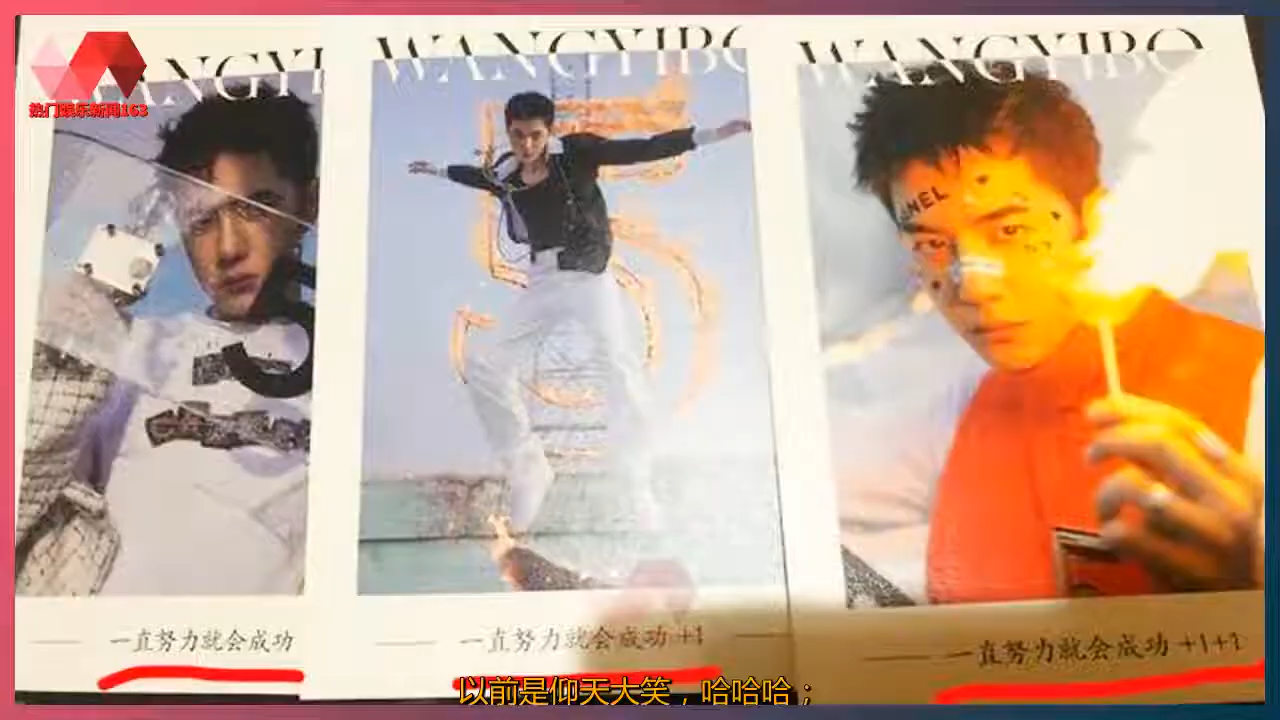 热门娱乐新闻163
WANGYI
WANGYIBO
WANGYIBO
NEL
一直努力就会成功
一直努力就会成功 +1
一直努力就会成功 +1+1
以前是仰天大笑，哈哈哈；